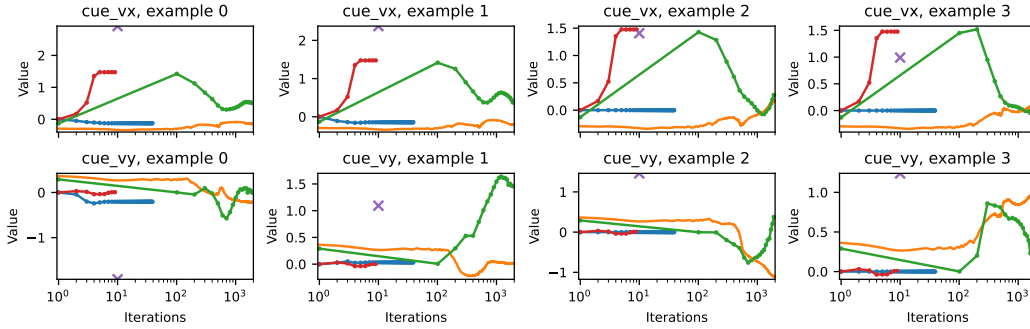 cue_vx, example 0
cue_vx, example 1
cue_vx, example 2
cue_vx, example 3
Value
2
1
0
Iterations
Value
2
1
0
Iterations
Value
1.5
1.0
0.5
0.0
Iterations
Value
1.5
1.0
0.5
0.0
Iterations
cue_vy, example 0
cue_vy, example 1
cue_vy, example 2
cue_vy, example 3
Value
0
−1
10⁰ 10¹ 10² 10³
Iterations
Value
1.5
1.0
0.5
0.0
10⁰ 10¹ 10² 10³
Iterations
Value
1
0
−1
10⁰ 10¹ 10² 10³
Iterations
Value
1.0
0.5
0.0
10⁰ 10¹ 10² 10³
Iterations